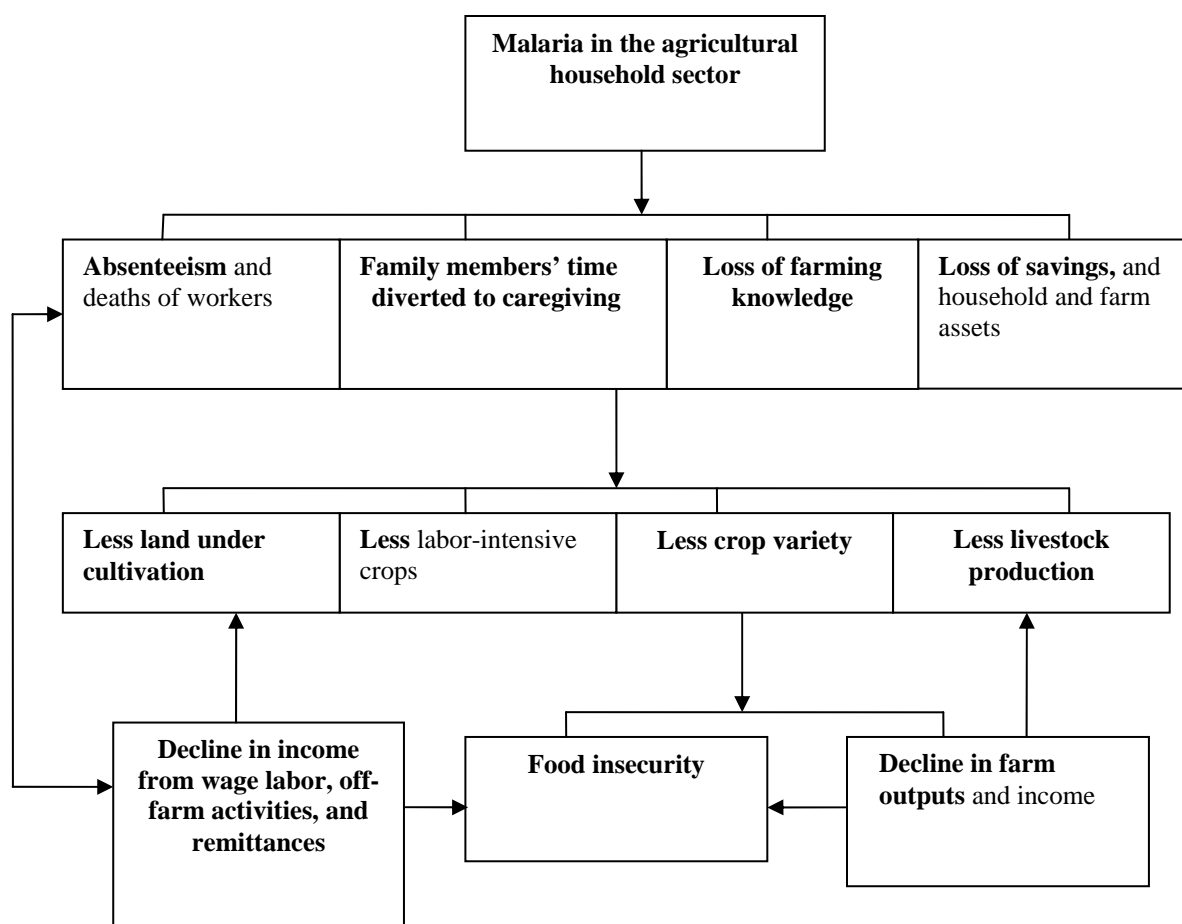 Malaria in the agricultural
household sector
Absenteeism and
deaths of workers
Family members’ time
diverted to caregiving
Loss of farming
knowledge
Loss of savings, and
household and farm
assets
Less land under
cultivation
Less labor-intensive
crops
Less crop variety
Less livestock
production
Decline in income
from wage labor, off-
farm activities, and
remittances
Food insecurity
Decline in farm
outputs and income